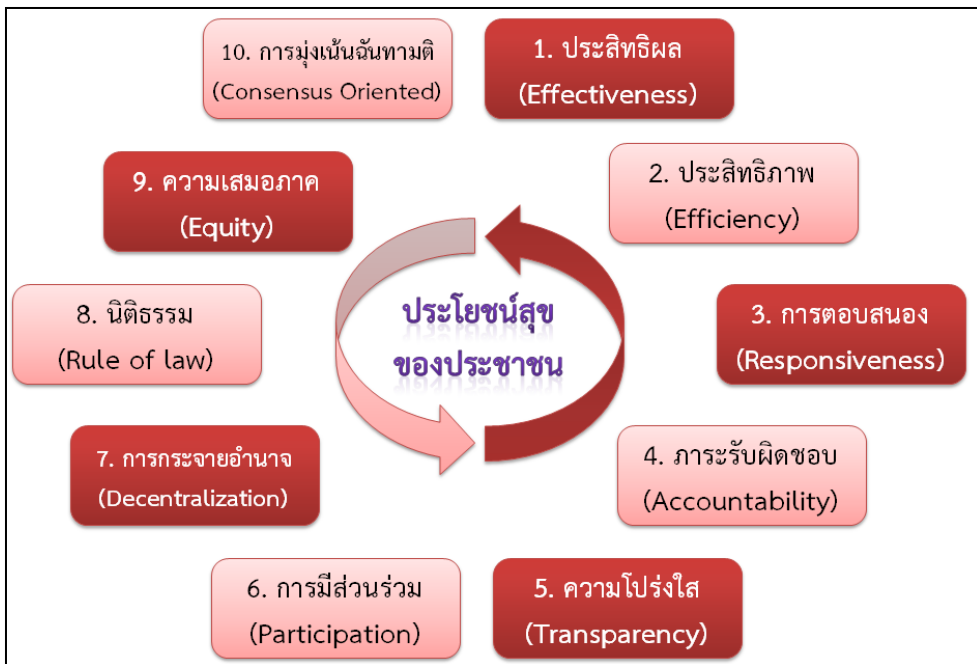 1. ประสิทธิผล
(Effectiveness)
2. ประสิทธิภาพ
(Efficiency)
3. การตอบสนอง
(Responsiveness)
4. ภาระรับผิดชอบ
(Accountability)
5. ความโปร่งใส
(Transparency)
6. การมีส่วนร่วม
(Participation)
7. การกระจายอำนาจ
(Decentralization)
8. นิติธรรม
(Rule of law)
9. ความเสมอภาค
(Equity)
10. การมุ่งเน้นฉันทามติ
(Consensus Oriented)
ประโยชน์สุข
ของประชาชน